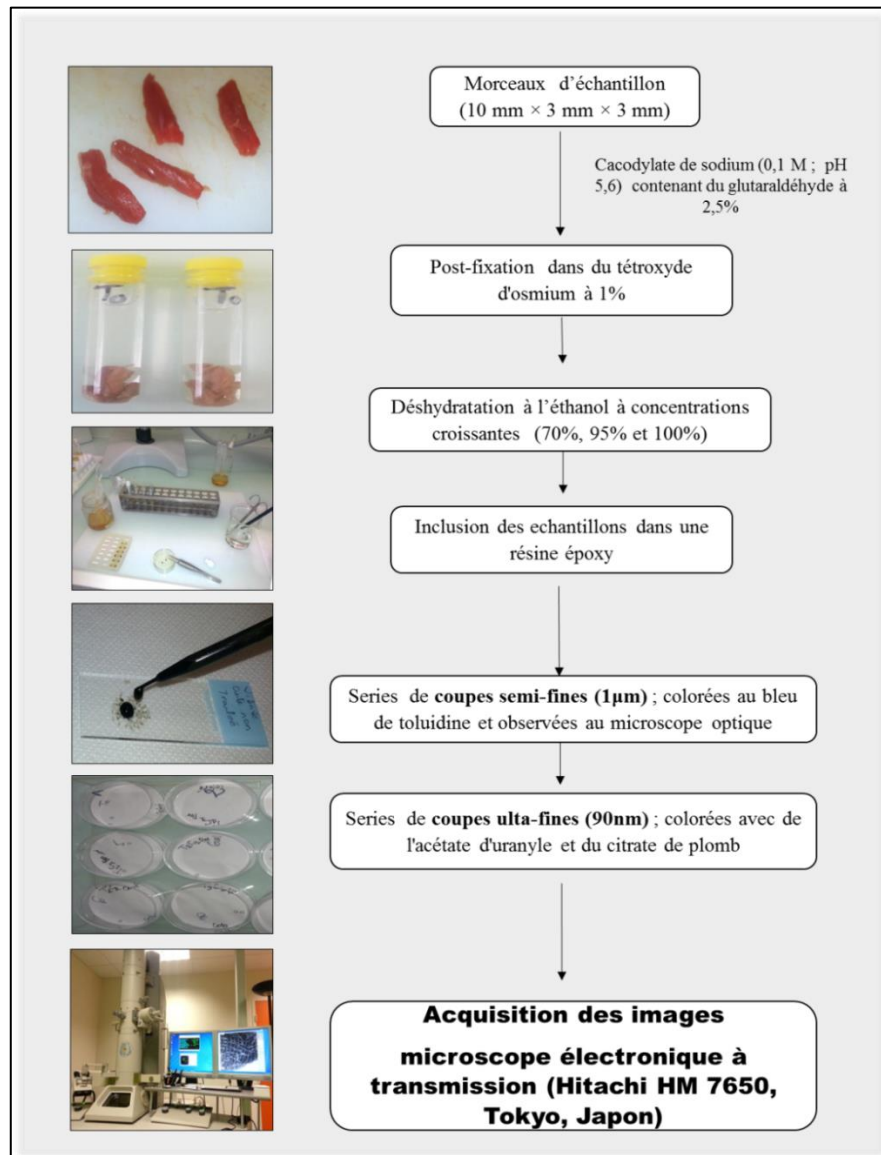 Morceaux d'échantillon
(10 mm × 3 mm × 3 mm)
Cacodylate de sodium (0,1 M ; pH
5,6) contenant du glutaraldéhyde à
2,5%
Post-fixation dans du tétroxyde
d'osmium à 1%
Déshydratation à l'éthanol à concentrations
croissantes (70%, 95% et 100%)
Inclusion des echantillons dans une
résine époxy
Series de coupes semi-fines (1µm) ; colorées au bleu
de toluidine et observées au microscope optique
Series de coupes ulta-fines (90nm) ; colorées avec de
l'acétate d'uranyle et du citrate de plomb
Acquisition des images
microscope électronique à
transmission (Hitachi HM 7650,
Tokyo, Japon)